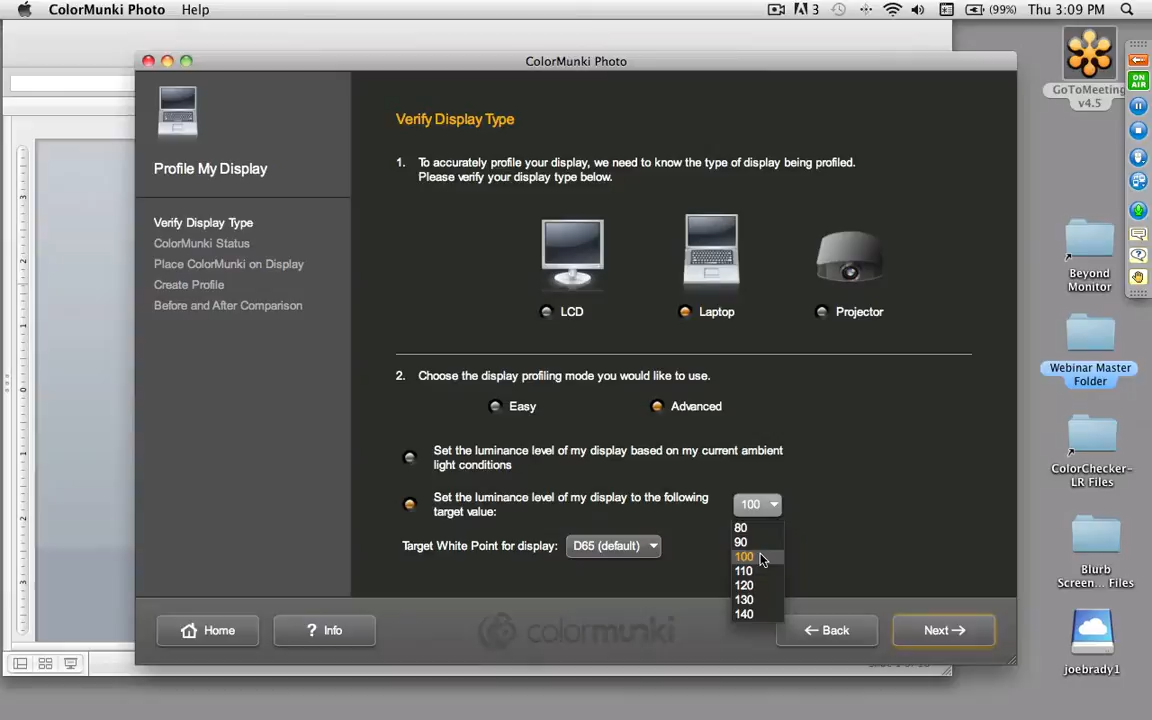 ColorMunki Photo Help
3 (99%) Thu 3:09 PM
ColorMunki Photo
GoToMeeting
v4.5
ON
AIR
Profile My Display
Verify Display Type
ColorMunki Status
Place ColorMunki on Display
Create Profile
Before and After Comparison
Verify Display Type
1. To accurately profile your display, we need to know the type of display being profiled.
Please verify your display type below.
LCD Laptop Projector
2. Choose the display profiling mode you would like to use.
Easy Advanced
Set the luminance level of my display based on my current ambient
light conditions
Set the luminance level of my display to the following
target value:
100
80
90
100
110
120
130
140
Target White Point for display: D65 (default)
Home ? Info colormunki Back Next
Beyond
Monitor
Webinar Master
Folder
ColorChecker-
LR Files
Blurb
Screen... Files
joebrady1